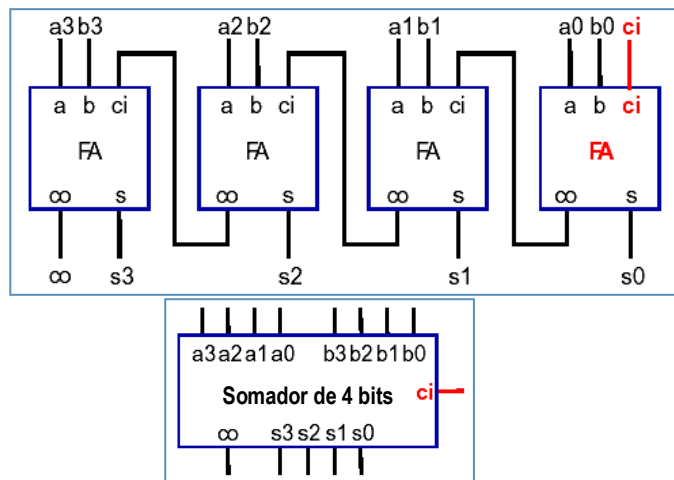 a3 b3 a2 b2 a1 b1 a0 b0 ci
a b ci a b ci a b ci a b ci
FA FA FA FA
co s co s co s co s
co s3 s2 s1 s0
a3 a2 a1 a0 b3 b2 b1 b0
Somador de 4 bits ci
co s3 s2 s1 s0